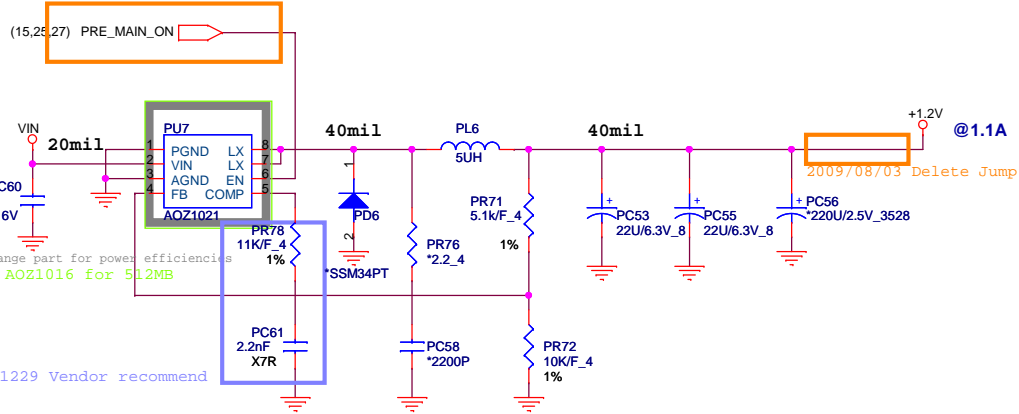 (15,25,27) PRE_MAIN_ON
VIN
20mil
PU7
40mil
PL6
5UH
40mil
+1.2V
@1.1A
1 PGND LX 8
2 VIN LX 7
3 AGND EN 6
4 FB COMP 5
AOZ1021
2009/08/03 Delete Jump
C60
6V
1
PD6
2
*SSM34PT
PR78
11K/F_4
1%
PR76
*2.2_4
PR71
5.1k/F_4
1%
PC53
22U/6.3V_8
PC55
22U/6.3V_8
PC56
*220U/2.5V_3528
ange part for power efficiencies
AOZ1016 for 512MB
PC61
2.2nF
X7R
PC58
*2200P
PR72
10K/F_4
1%
1229 Vendor recommend